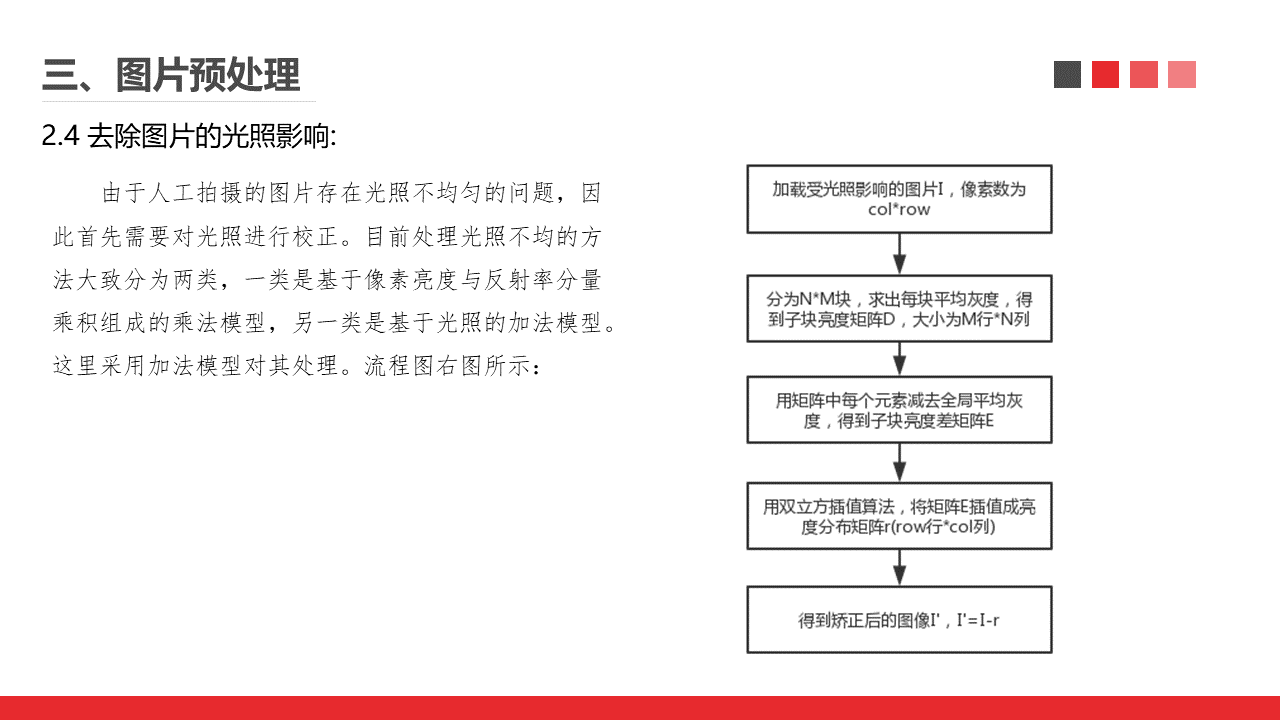 三、图片预处理
2.4 去除图片的光照影响:
由于人工拍摄的图片存在光照不均匀的问题，因
此首先需要对光照进行校正。目前处理光照不均的方
法大致分为两类，一类是基于像素亮度与反射率分量
乘积组成的乘法模型，另一类是基于光照的加法模型。
这里采用加法模型对其处理。流程图右图所示：
加载受光照影响的图片I，像素数为
col*row
分为N*M块，求出每块平均灰度，得
到子块亮度矩阵D，大小为M行*N列
用矩阵中每个元素减去全局平均灰
度，得到子块亮度差矩阵E
用双立方插值算法，将矩阵E插值成亮
度分布矩阵r(row行*col列)
得到矫正后的图像I'，I'=I-r